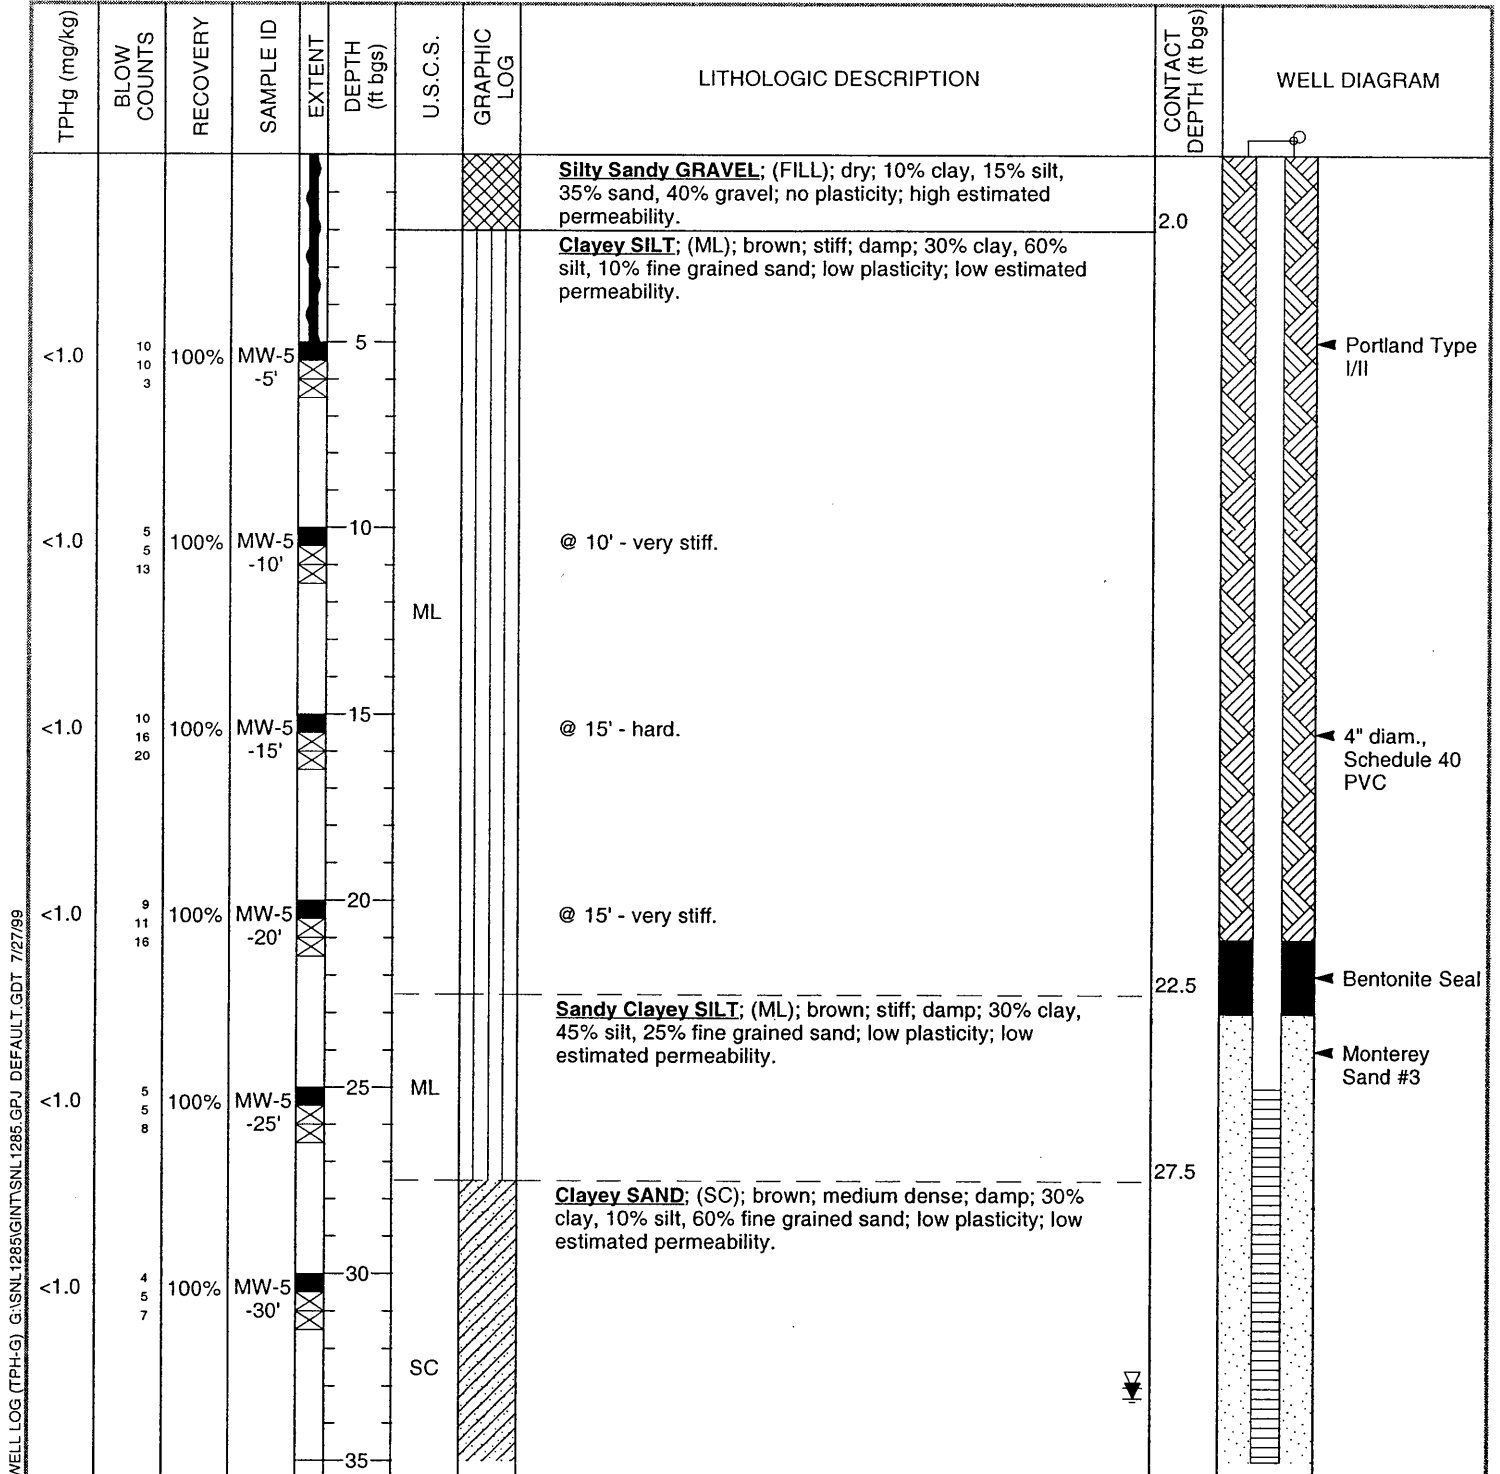 TPHg (mg/kg)
BLOW
COUNTS
RECOVERY
SAMPLE ID
EXTENT
DEPTH
(ft bgs)
U.S.C.S.
GRAPHIC
LOG
LITHOLOGIC DESCRIPTION
CONTACT
DEPTH (ft bgs)
WELL DIAGRAM
Silty Sandy GRAVEL; (FILL); dry; 10% clay, 15% silt,
35% sand, 40% gravel; no plasticity; high estimated
permeability.
2.0
Clayey SILT; (ML); brown; stiff; damp; 30% clay, 60%
silt, 10% fine grained sand; low plasticity; low estimated
permeability.
<1.0
10
10
3
100%
MW-5
-5'
5
Portland Type
I/II
<1.0
5
5
13
100%
MW-5
-10'
10
@ 10' - very stiff.
ML
<1.0
10
16
20
100%
MW-5
-15'
15
@ 15' - hard.
4" diam.,
Schedule 40
PVC
<1.0
9
11
16
100%
MW-5
-20'
20
@ 15' - very stiff.
22.5
Bentonite Seal
Sandy Clayey SILT; (ML); brown; stiff; damp; 30% clay,
45% silt, 25% fine grained sand; low plasticity; low
estimated permeability.
Monterey
Sand #3
<1.0
5
5
8
100%
MW-5
-25'
25
ML
27.5
Clayey SAND; (SC); brown; medium dense; damp; 30%
clay, 10% silt, 60% fine grained sand; low plasticity; low
estimated permeability.
<1.0
4
5
7
100%
MW-5
-30'
30
SC
35
WELL LOG (TPH-G) G:\SNL1285\GINT\SNL1285.GPJ DEFAULT.GDT 7/27/99